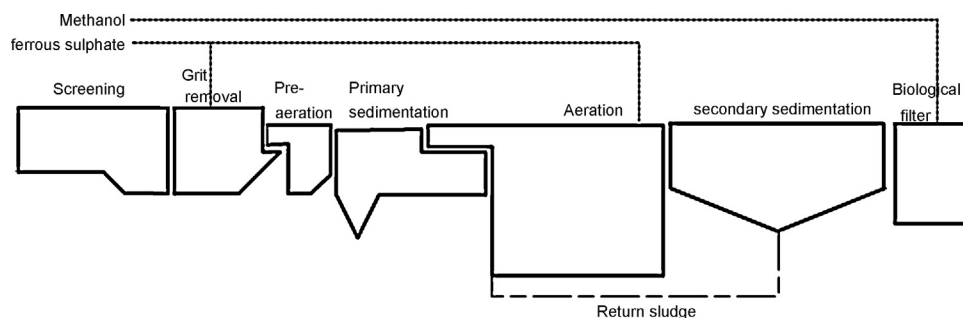 Methanol
ferrous sulphate
Screening
Grit
removal
Pre-
aeration
Primary
sedimentation
Aeration
secondary sedimentation
Biological
filter
Return sludge